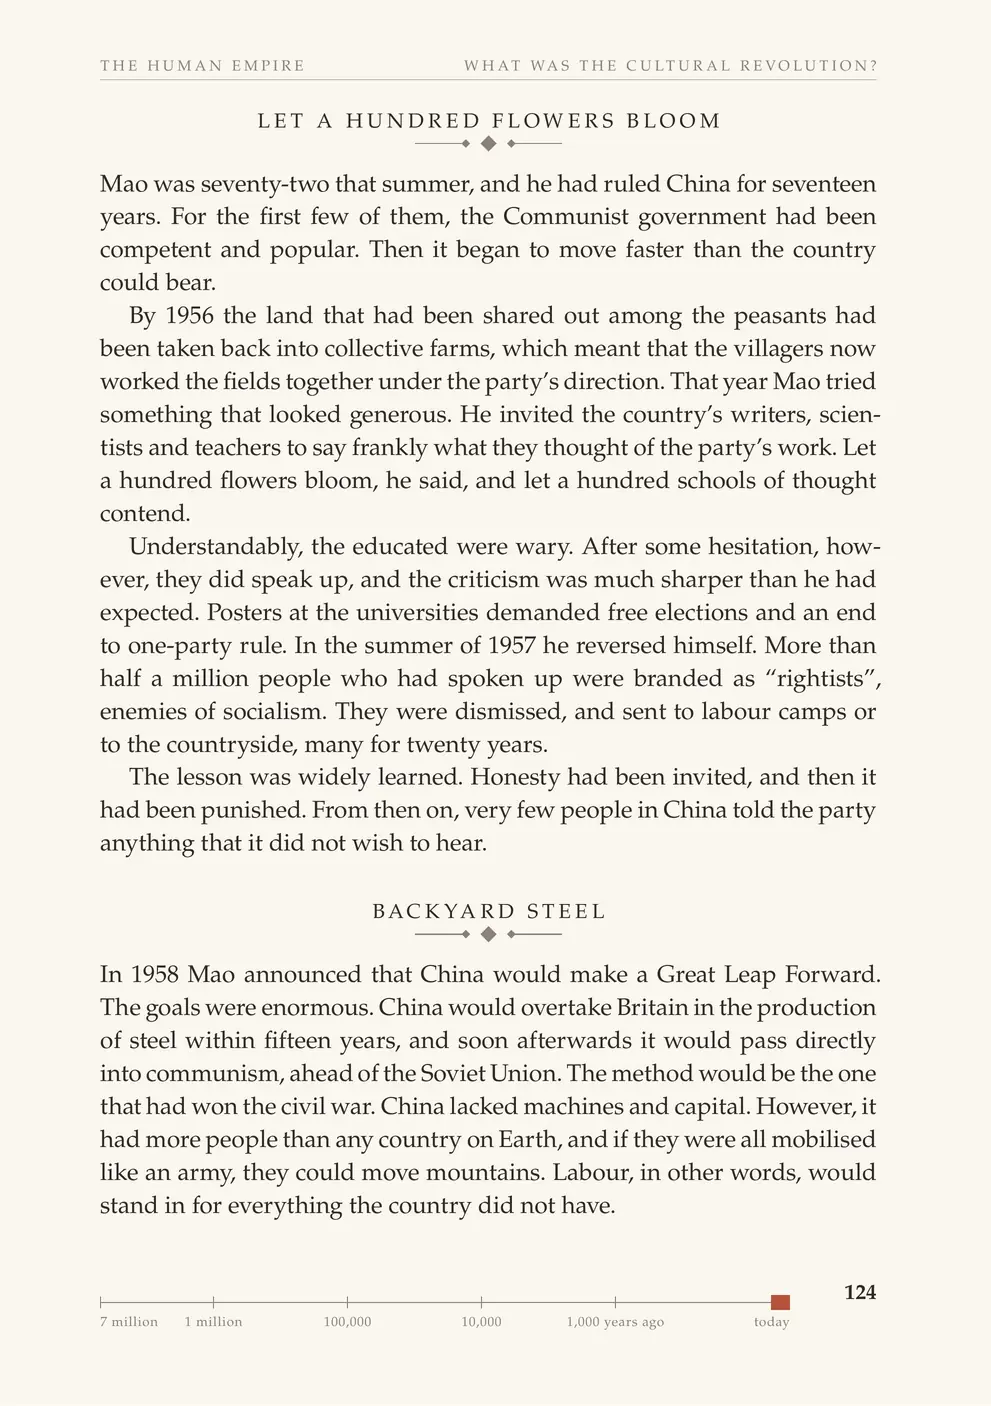 THE HUMAN EMPIRE
WHAT WAS THE CULTURAL REVOLUTION?
LET A HUNDRED FLOWERS BLOOM
Mao was seventy-two that summer, and he had ruled China for seventeen
years. For the first few of them, the Communist government had been
competent and popular. Then it began to move faster than the country
could bear.
By 1956 the land that had been shared out among the peasants had
been taken back into collective farms, which meant that the villagers now
worked the fields together under the party’s direction. That year Mao tried
something that looked generous. He invited the country’s writers, scien-
tists and teachers to say frankly what they thought of the party’s work. Let
a hundred flowers bloom, he said, and let a hundred schools of thought
contend.
Understandably, the educated were wary. After some hesitation, how-
ever, they did speak up, and the criticism was much sharper than he had
expected. Posters at the universities demanded free elections and an end
to one-party rule. In the summer of 1957 he reversed himself. More than
half a million people who had spoken up were branded as “rightists”,
enemies of socialism. They were dismissed, and sent to labour camps or
to the countryside, many for twenty years.
The lesson was widely learned. Honesty had been invited, and then it
had been punished. From then on, very few people in China told the party
anything that it did not wish to hear.
BACKYARD STEEL
In 1958 Mao announced that China would make a Great Leap Forward.
The goals were enormous. China would overtake Britain in the production
of steel within fifteen years, and soon afterwards it would pass directly
into communism, ahead of the Soviet Union. The method would be the one
that had won the civil war. China lacked machines and capital. However, it
had more people than any country on Earth, and if they were all mobilised
like an army, they could move mountains. Labour, in other words, would
stand in for everything the country did not have.
124
7 million 1 million 100,000 10,000 1,000 years ago today